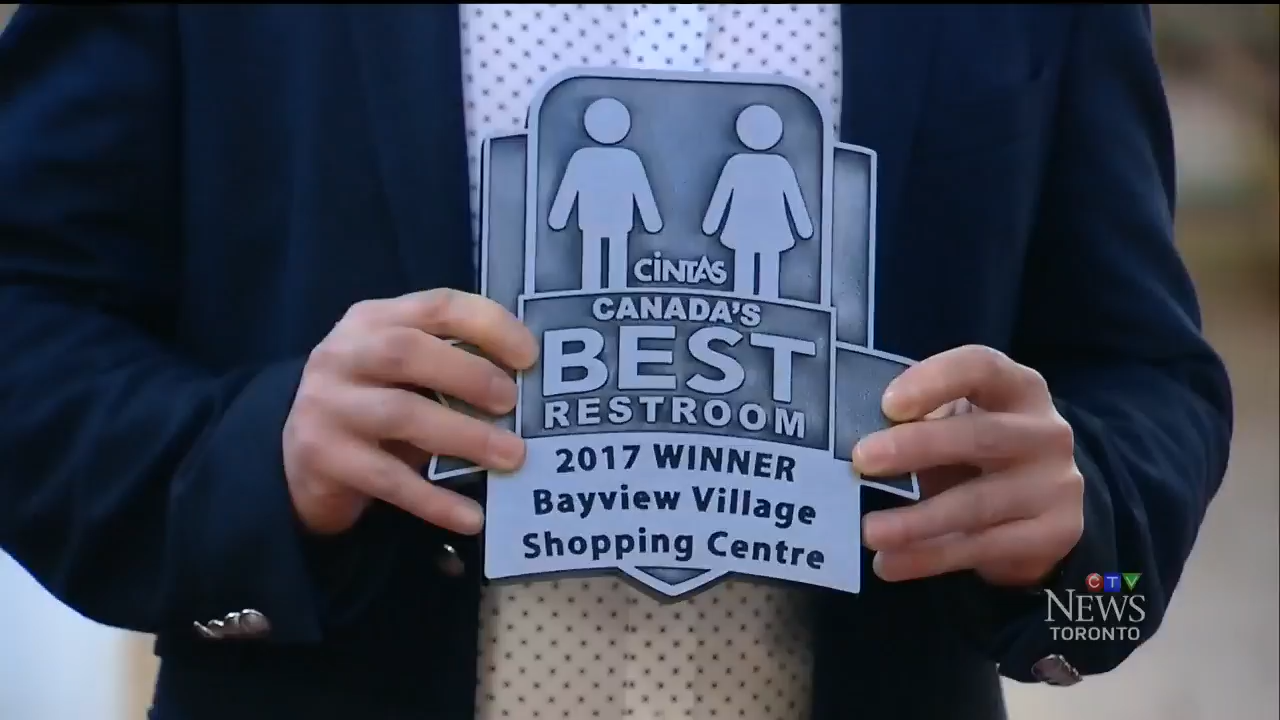 CINTAS
CANADA'S
BEST
RESTROOM
2017 WINNER
Bayview Village
Shopping Centre
CTV
NEWS
TORONTO